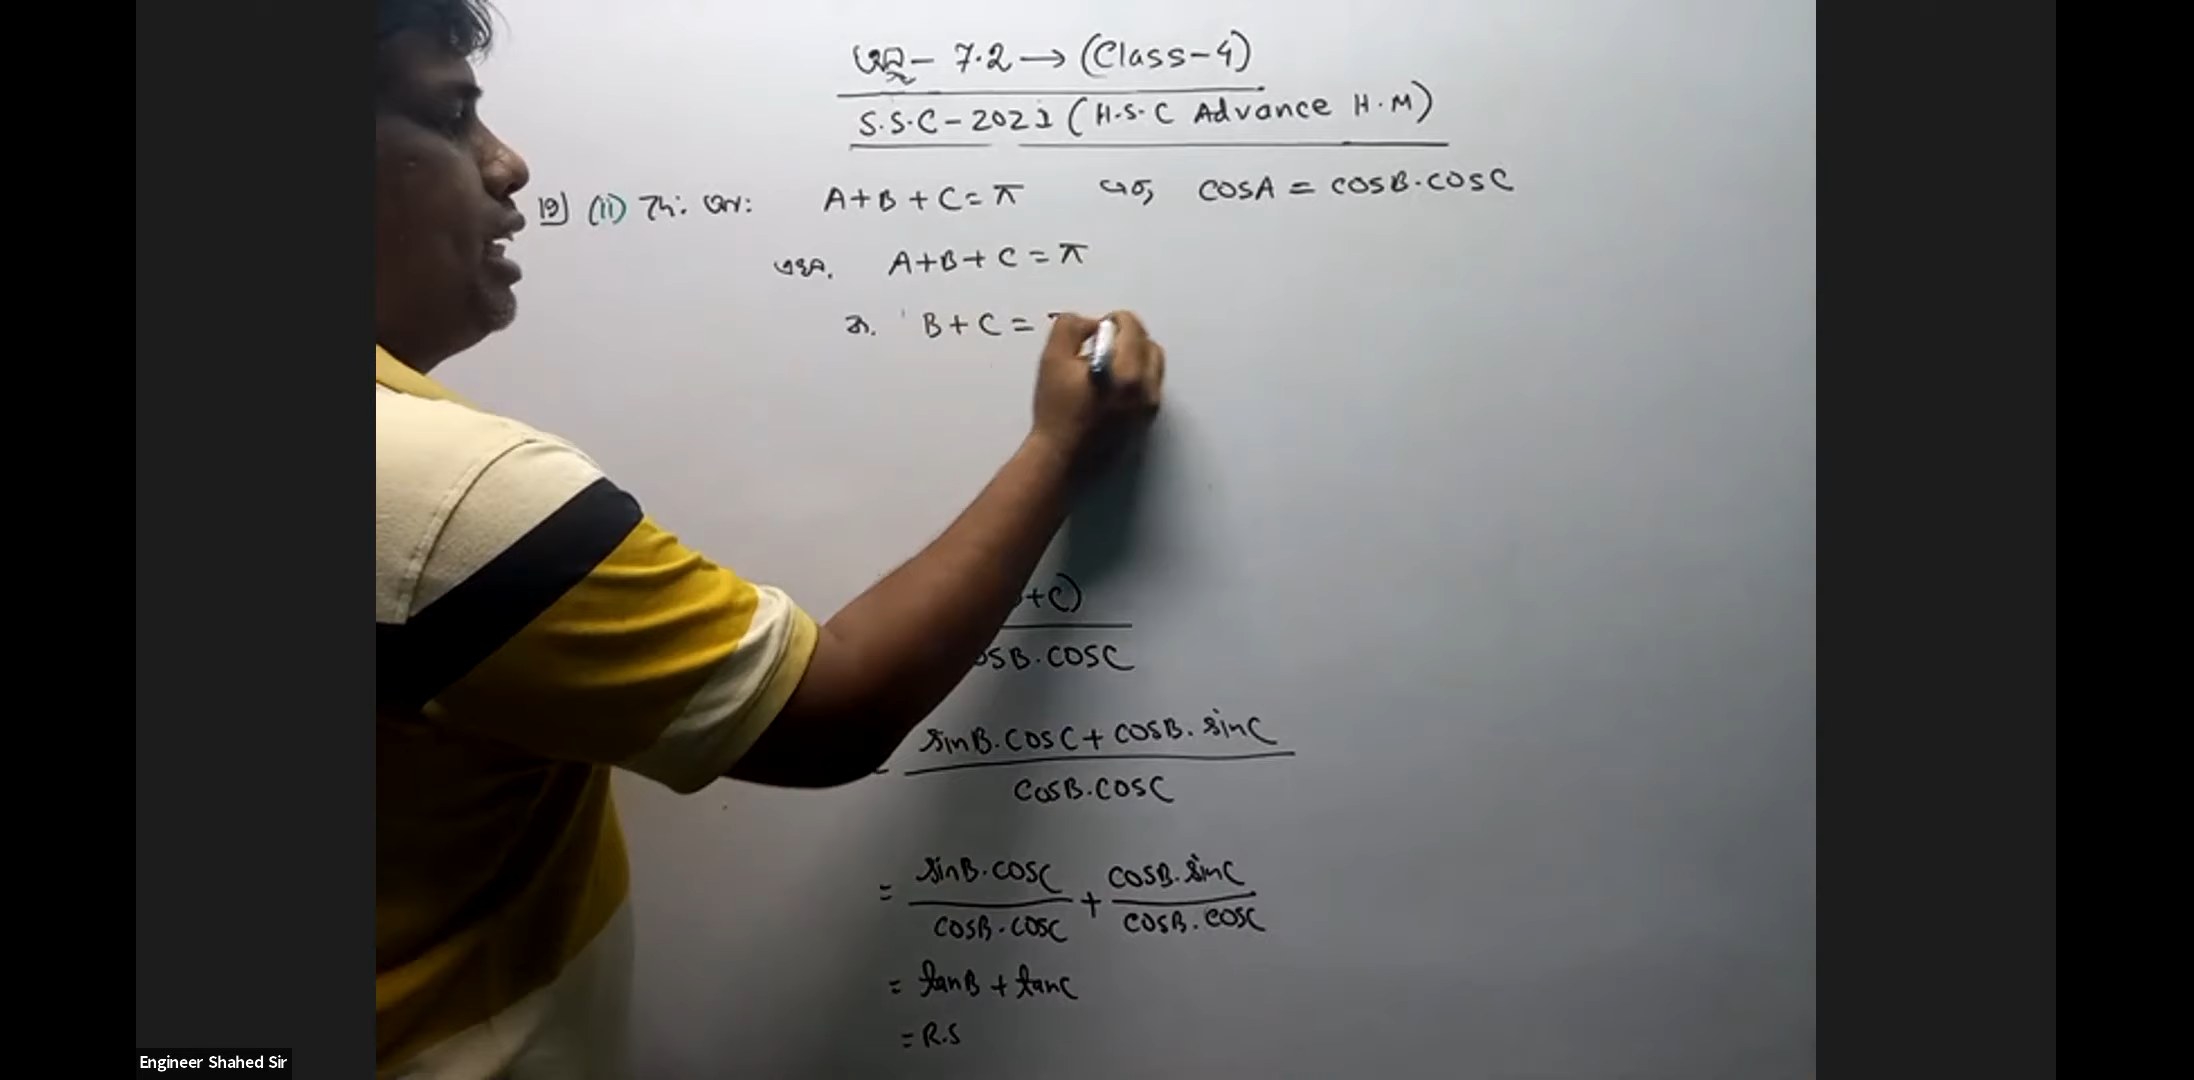 অনু- 7.2 → (Class-4)
S.S.C-2021 (H.S.C Advance H.M)
19) (ii) দে: আছে: A+B+C=π এবং, cosA = cosB.cosC
এখন, A+B+C=π
বা, B+C=
+C)
cosB.cosC
= sinB.cosC+cosB.sinC
cosB.cosC
= sinB.cosC + cosB.sinC
cosB.cosC cosB.cosC
= tanB + tanC
= R.S
Engineer Shahed Sir